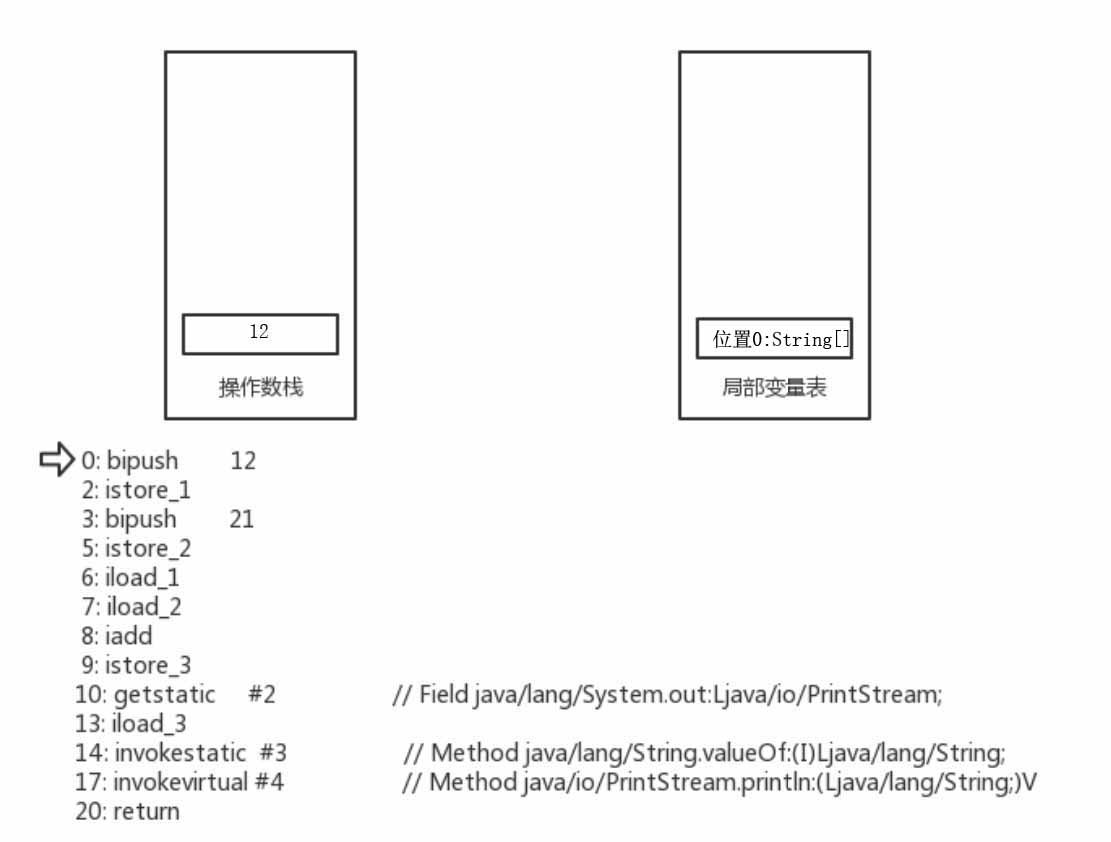 12
操作数栈
位置0:String[]
局部变量表
0: bipush 12
2: istore_1
3: bipush 21
5: istore_2
6: iload_1
7: iload_2
8: iadd
9: istore_3
10: getstatic #2 // Field java/lang/System.out:Ljava/io/PrintStream;
13: iload_3
14: invokestatic #3 // Method java/lang/String.valueOf:(I)Ljava/lang/String;
17: invokevirtual #4 // Method java/io/PrintStream.println:(Ljava/lang/String;)V
20: return